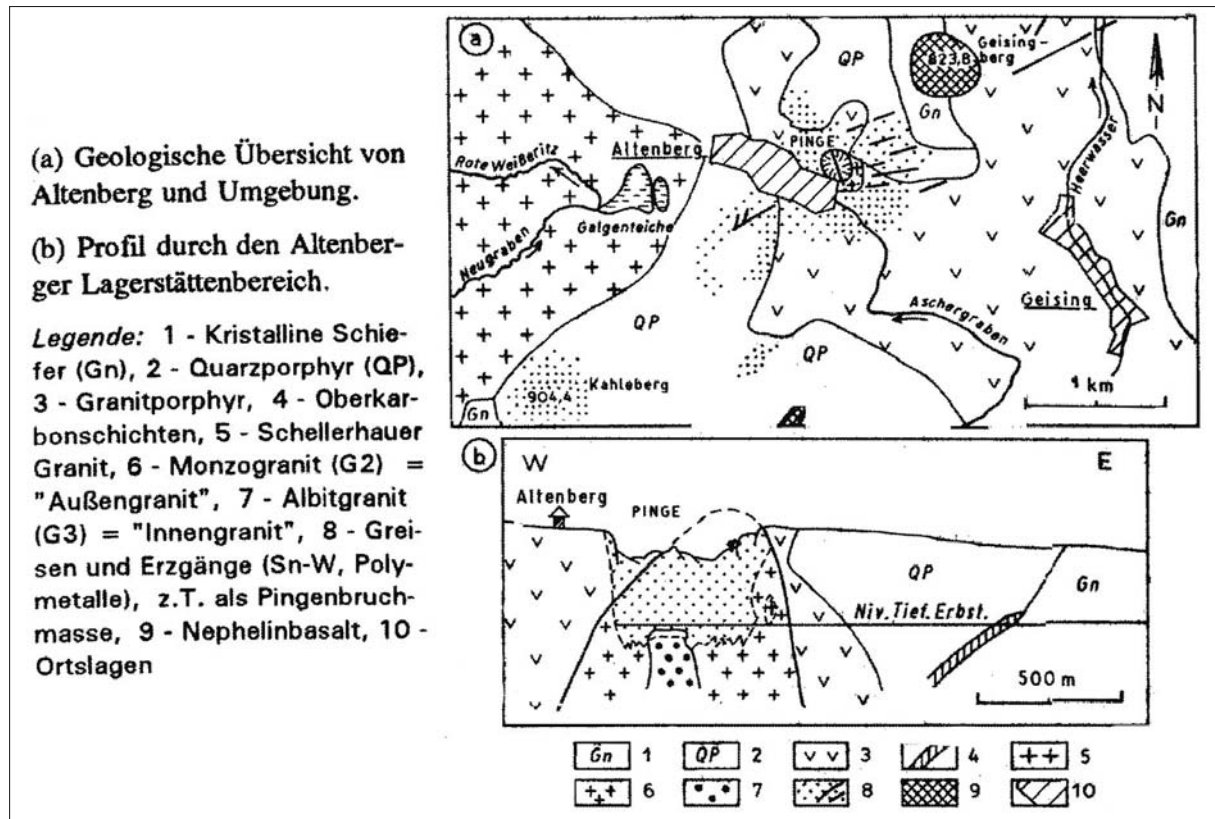 (a) Geologische Übersicht von
Altenberg und Umgebung.
(b) Profil durch den Altenber-
ger Lagerstättenbereich.
Legende: 1 - Kristalline Schie-
fer (Gn), 2 - Quarzporphyr (QP),
3 - Granitporphyr, 4 - Oberkar-
bonschichten, 5 - Schellerhauer
Granit, 6 - Monzogranit (G2) =
"Außengranit", 7 - Albitgranit
(G3) = "Innengranit", 8 - Grei-
sen und Erzgänge (Sn-W, Poly-
metalle), z.T. als Pingenbruch-
masse, 9 - Nephelinbasalt, 10 -
Ortslagen
a
QP
823,8
Geising-
berg
Gn
N
Rote Weißeritz
Altenberg
PINGE
Heerwasser
Gn
Galgenteiche
Neugraben
QP
Aschergraben
Geising
QP
Kahleberg
904,4
Gn
1 km
b
W
E
Altenberg
PINGE
QP
Gn
Niv. Tief. Erbst.
500 m
Gn 1 QP 2 3 4 5
6 7 8 9 10